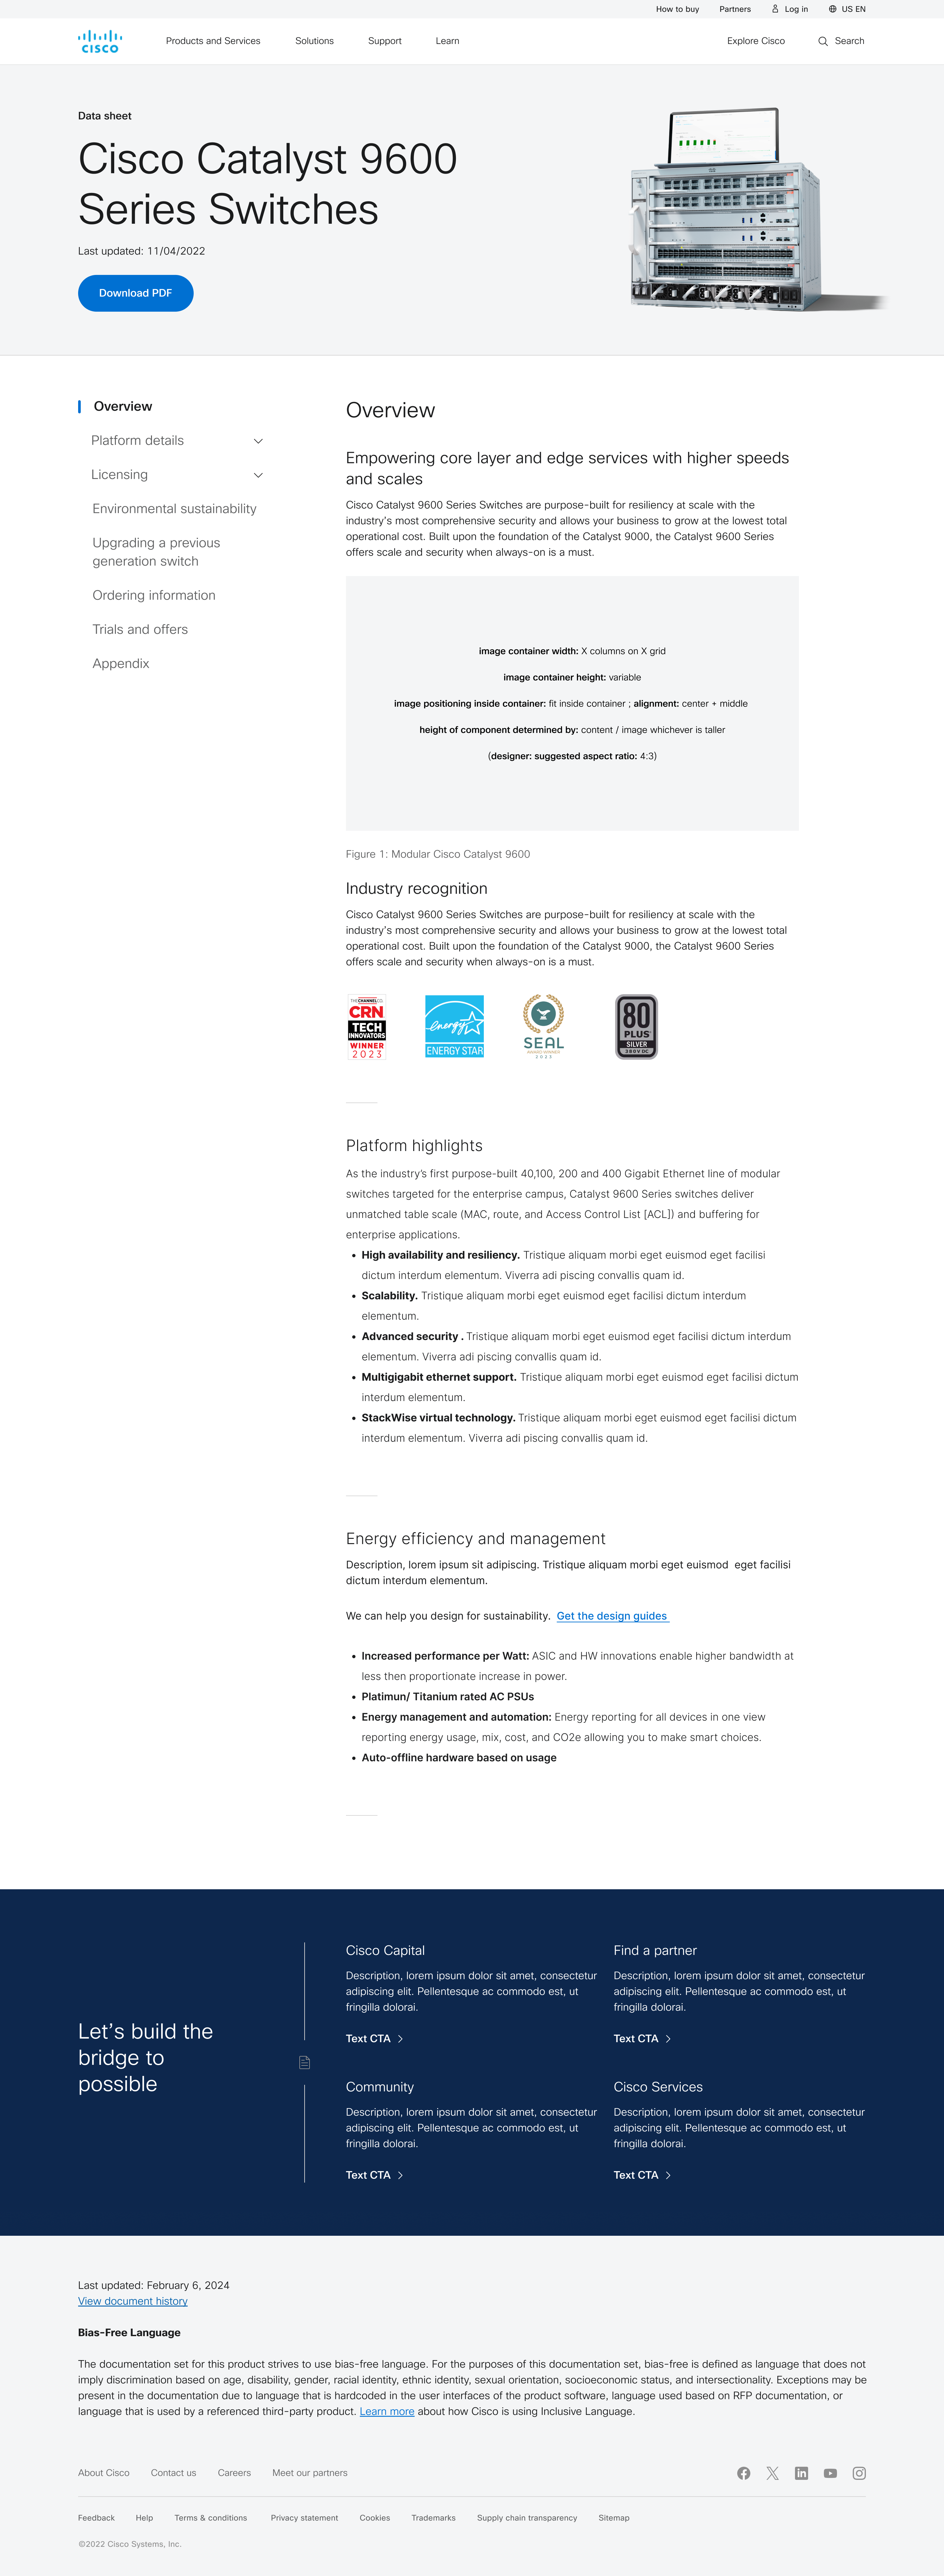 How to buy Partners Log in US EN
CISCO Products and Services Solutions Support Learn Explore Cisco Search
Data sheet
Cisco Catalyst 9600
Series Switches
Last updated: 11/04/2022
Download PDF
Overview
Platform details
Licensing
Environmental sustainability
Upgrading a previous
generation switch
Ordering information
Trials and offers
Appendix
Overview
Empowering core layer and edge services with higher speeds
and scales
Cisco Catalyst 9600 Series Switches are purpose-built for resiliency at scale with the
industry's most comprehensive security and allows your business to grow at the lowest total
operational cost. Built upon the foundation of the Catalyst 9000, the Catalyst 9600 Series
offers scale and security when always-on is a must.
image container width: X columns on X grid
image container height: variable
image positioning inside container: fit inside container ; alignment: center + middle
height of component determined by: content / image whichever is taller
(designer: suggested aspect ratio: 4:3)
Figure 1: Modular Cisco Catalyst 9600
Industry recognition
Cisco Catalyst 9600 Series Switches are purpose-built for resiliency at scale with the
industry's most comprehensive security and allows your business to grow at the lowest total
operational cost. Built upon the foundation of the Catalyst 9000, the Catalyst 9600 Series
offers scale and security when always-on is a must.
THE CHANNEL CO.
CRN
TECH
INNOVATORS
WINNER
2023
energy
ENERGY STAR
SEAL
AWARD WINNER
2023
80
PLUS
SILVER
380V DC
Platform highlights
As the industry's first purpose-built 40,100, 200 and 400 Gigabit Ethernet line of modular
switches targeted for the enterprise campus, Catalyst 9600 Series switches deliver
unmatched table scale (MAC, route, and Access Control List [ACL]) and buffering for
enterprise applications.
• High availability and resiliency. Tristique aliquam morbi eget euismod eget facilisi
dictum interdum elementum. Viverra adi piscing convallis quam id.
• Scalability. Tristique aliquam morbi eget euismod eget facilisi dictum interdum
elementum.
• Advanced security . Tristique aliquam morbi eget euismod eget facilisi dictum interdum
elementum. Viverra adi piscing convallis quam id.
• Multigigabit ethernet support. Tristique aliquam morbi eget euismod eget facilisi dictum
interdum elementum.
• StackWise virtual technology. Tristique aliquam morbi eget euismod eget facilisi dictum
interdum elementum. Viverra adi piscing convallis quam id.
Energy efficiency and management
Description, lorem ipsum sit adipiscing. Tristique aliquam morbi eget euismod eget facilisi
dictum interdum elementum.
We can help you design for sustainability. Get the design guides
• Increased performance per Watt: ASIC and HW innovations enable higher bandwidth at
less then proportionate increase in power.
• Platimun/ Titanium rated AC PSUs
• Energy management and automation: Energy reporting for all devices in one view
reporting energy usage, mix, cost, and CO2e allowing you to make smart choices.
• Auto-offline hardware based on usage
Let's build the
bridge to
possible
Cisco Capital
Description, lorem ipsum dolor sit amet, consectetur
adipiscing elit. Pellentesque ac commodo est, ut
fringilla dolorai.
Text CTA
Find a partner
Description, lorem ipsum dolor sit amet, consectetur
adipiscing elit. Pellentesque ac commodo est, ut
fringilla dolorai.
Text CTA
Community
Description, lorem ipsum dolor sit amet, consectetur
adipiscing elit. Pellentesque ac commodo est, ut
fringilla dolorai.
Text CTA
Cisco Services
Description, lorem ipsum dolor sit amet, consectetur
adipiscing elit. Pellentesque ac commodo est, ut
fringilla dolorai.
Text CTA
Last updated: February 6, 2024
View document history
Bias-Free Language
The documentation set for this product strives to use bias-free language. For the purposes of this documentation set, bias-free is defined as language that does not
imply discrimination based on age, disability, gender, racial identity, ethnic identity, sexual orientation, socioeconomic status, and intersectionality. Exceptions may be
present in the documentation due to language that is hardcoded in the user interfaces of the product software, language used based on RFP documentation, or
language that is used by a referenced third-party product. Learn more about how Cisco is using Inclusive Language.
About Cisco Contact us Careers Meet our partners
Feedback Help Terms & conditions Privacy statement Cookies Trademarks Supply chain transparency Sitemap
©2022 Cisco Systems, Inc.